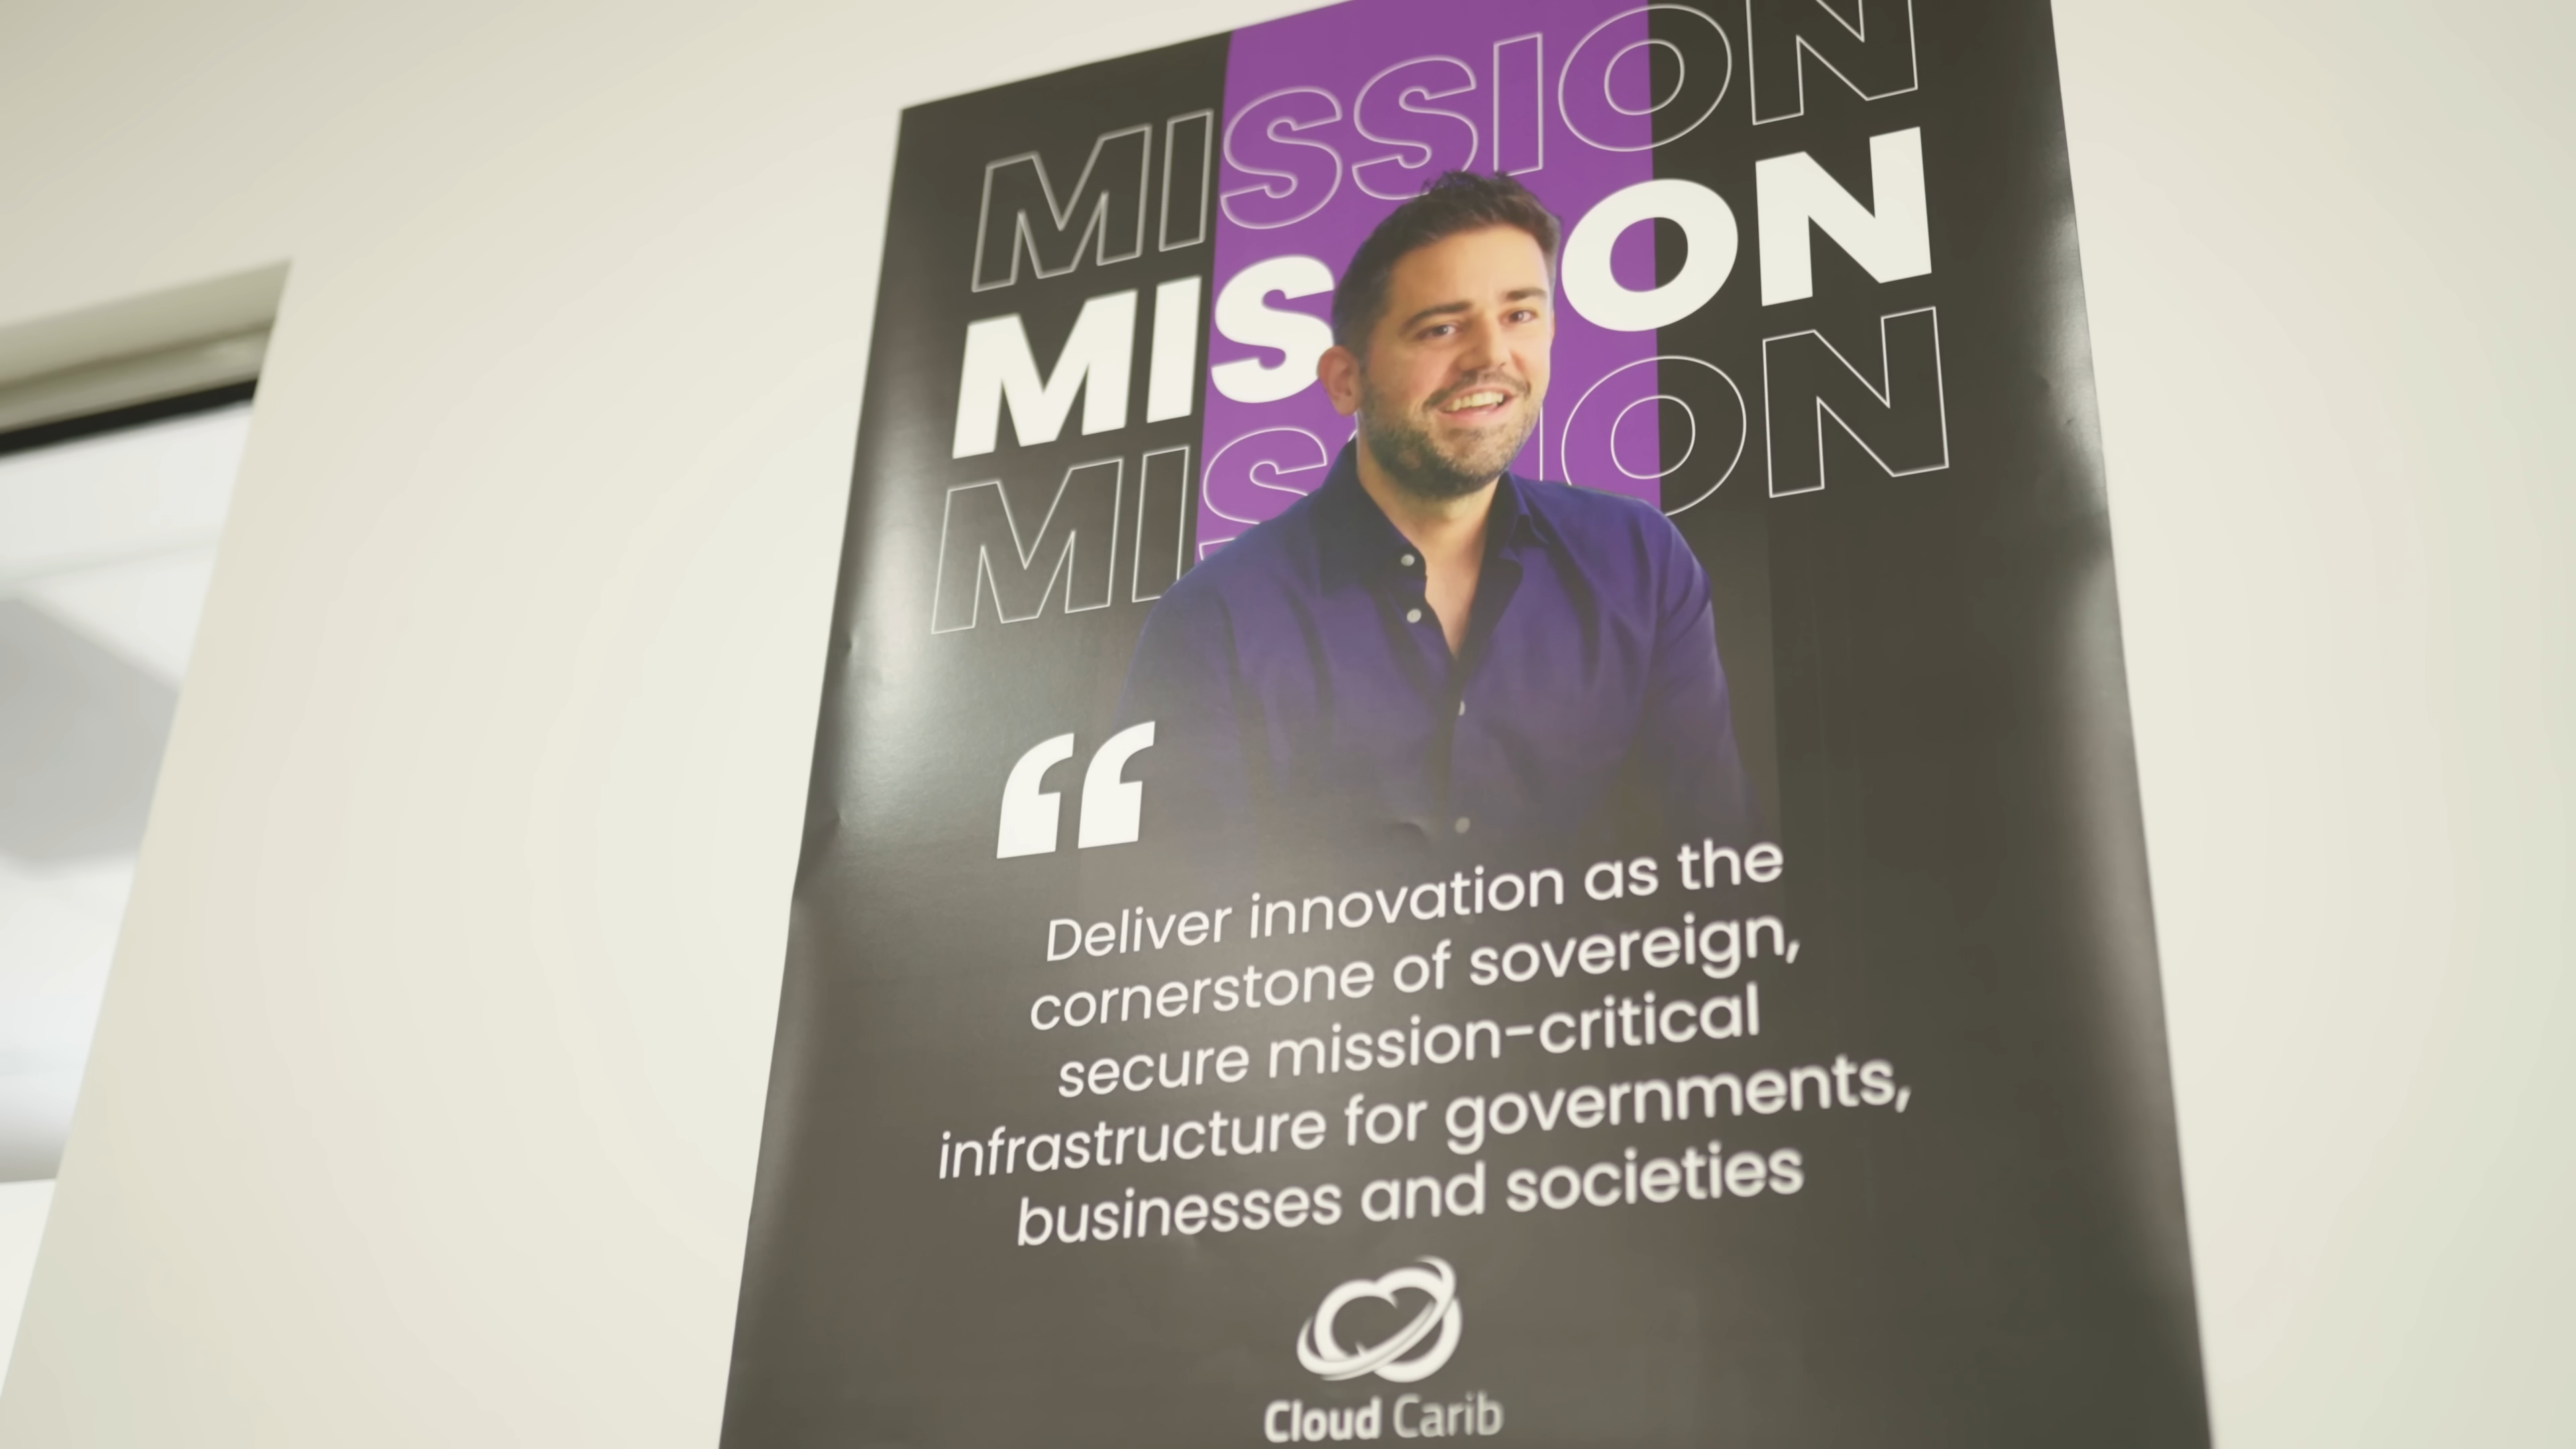 MISSION
MISSION
MISSION
“
Deliver innovation as the
cornerstone of sovereign,
secure mission-critical
infrastructure for governments,
businesses and societies
Cloud Carib